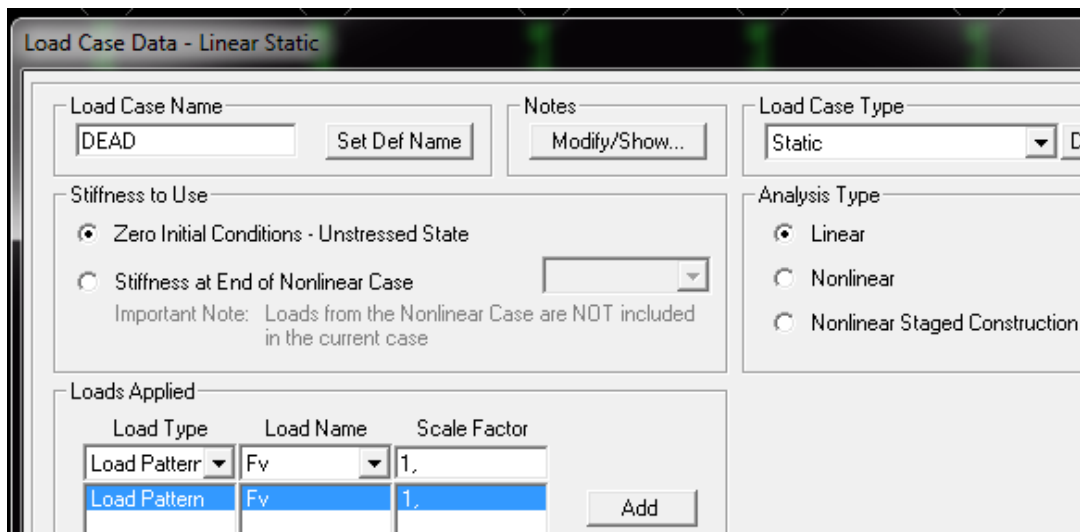 Load Case Data - Linear Static
Load Case Name
Notes
Load Case Type
DEAD
Set Def Name
Modify/Show...
Static
D
Stiffness to Use
Analysis Type
Zero Initial Conditions - Unstressed State
Linear
Stiffness at End of Nonlinear Case
Nonlinear
Important Note: Loads from the Nonlinear Case are NOT included
in the current case
Nonlinear Staged Construction
Loads Applied
Load Type Load Name Scale Factor
Load Pattern Fv 1,
Load Pattern Fv 1,
Add